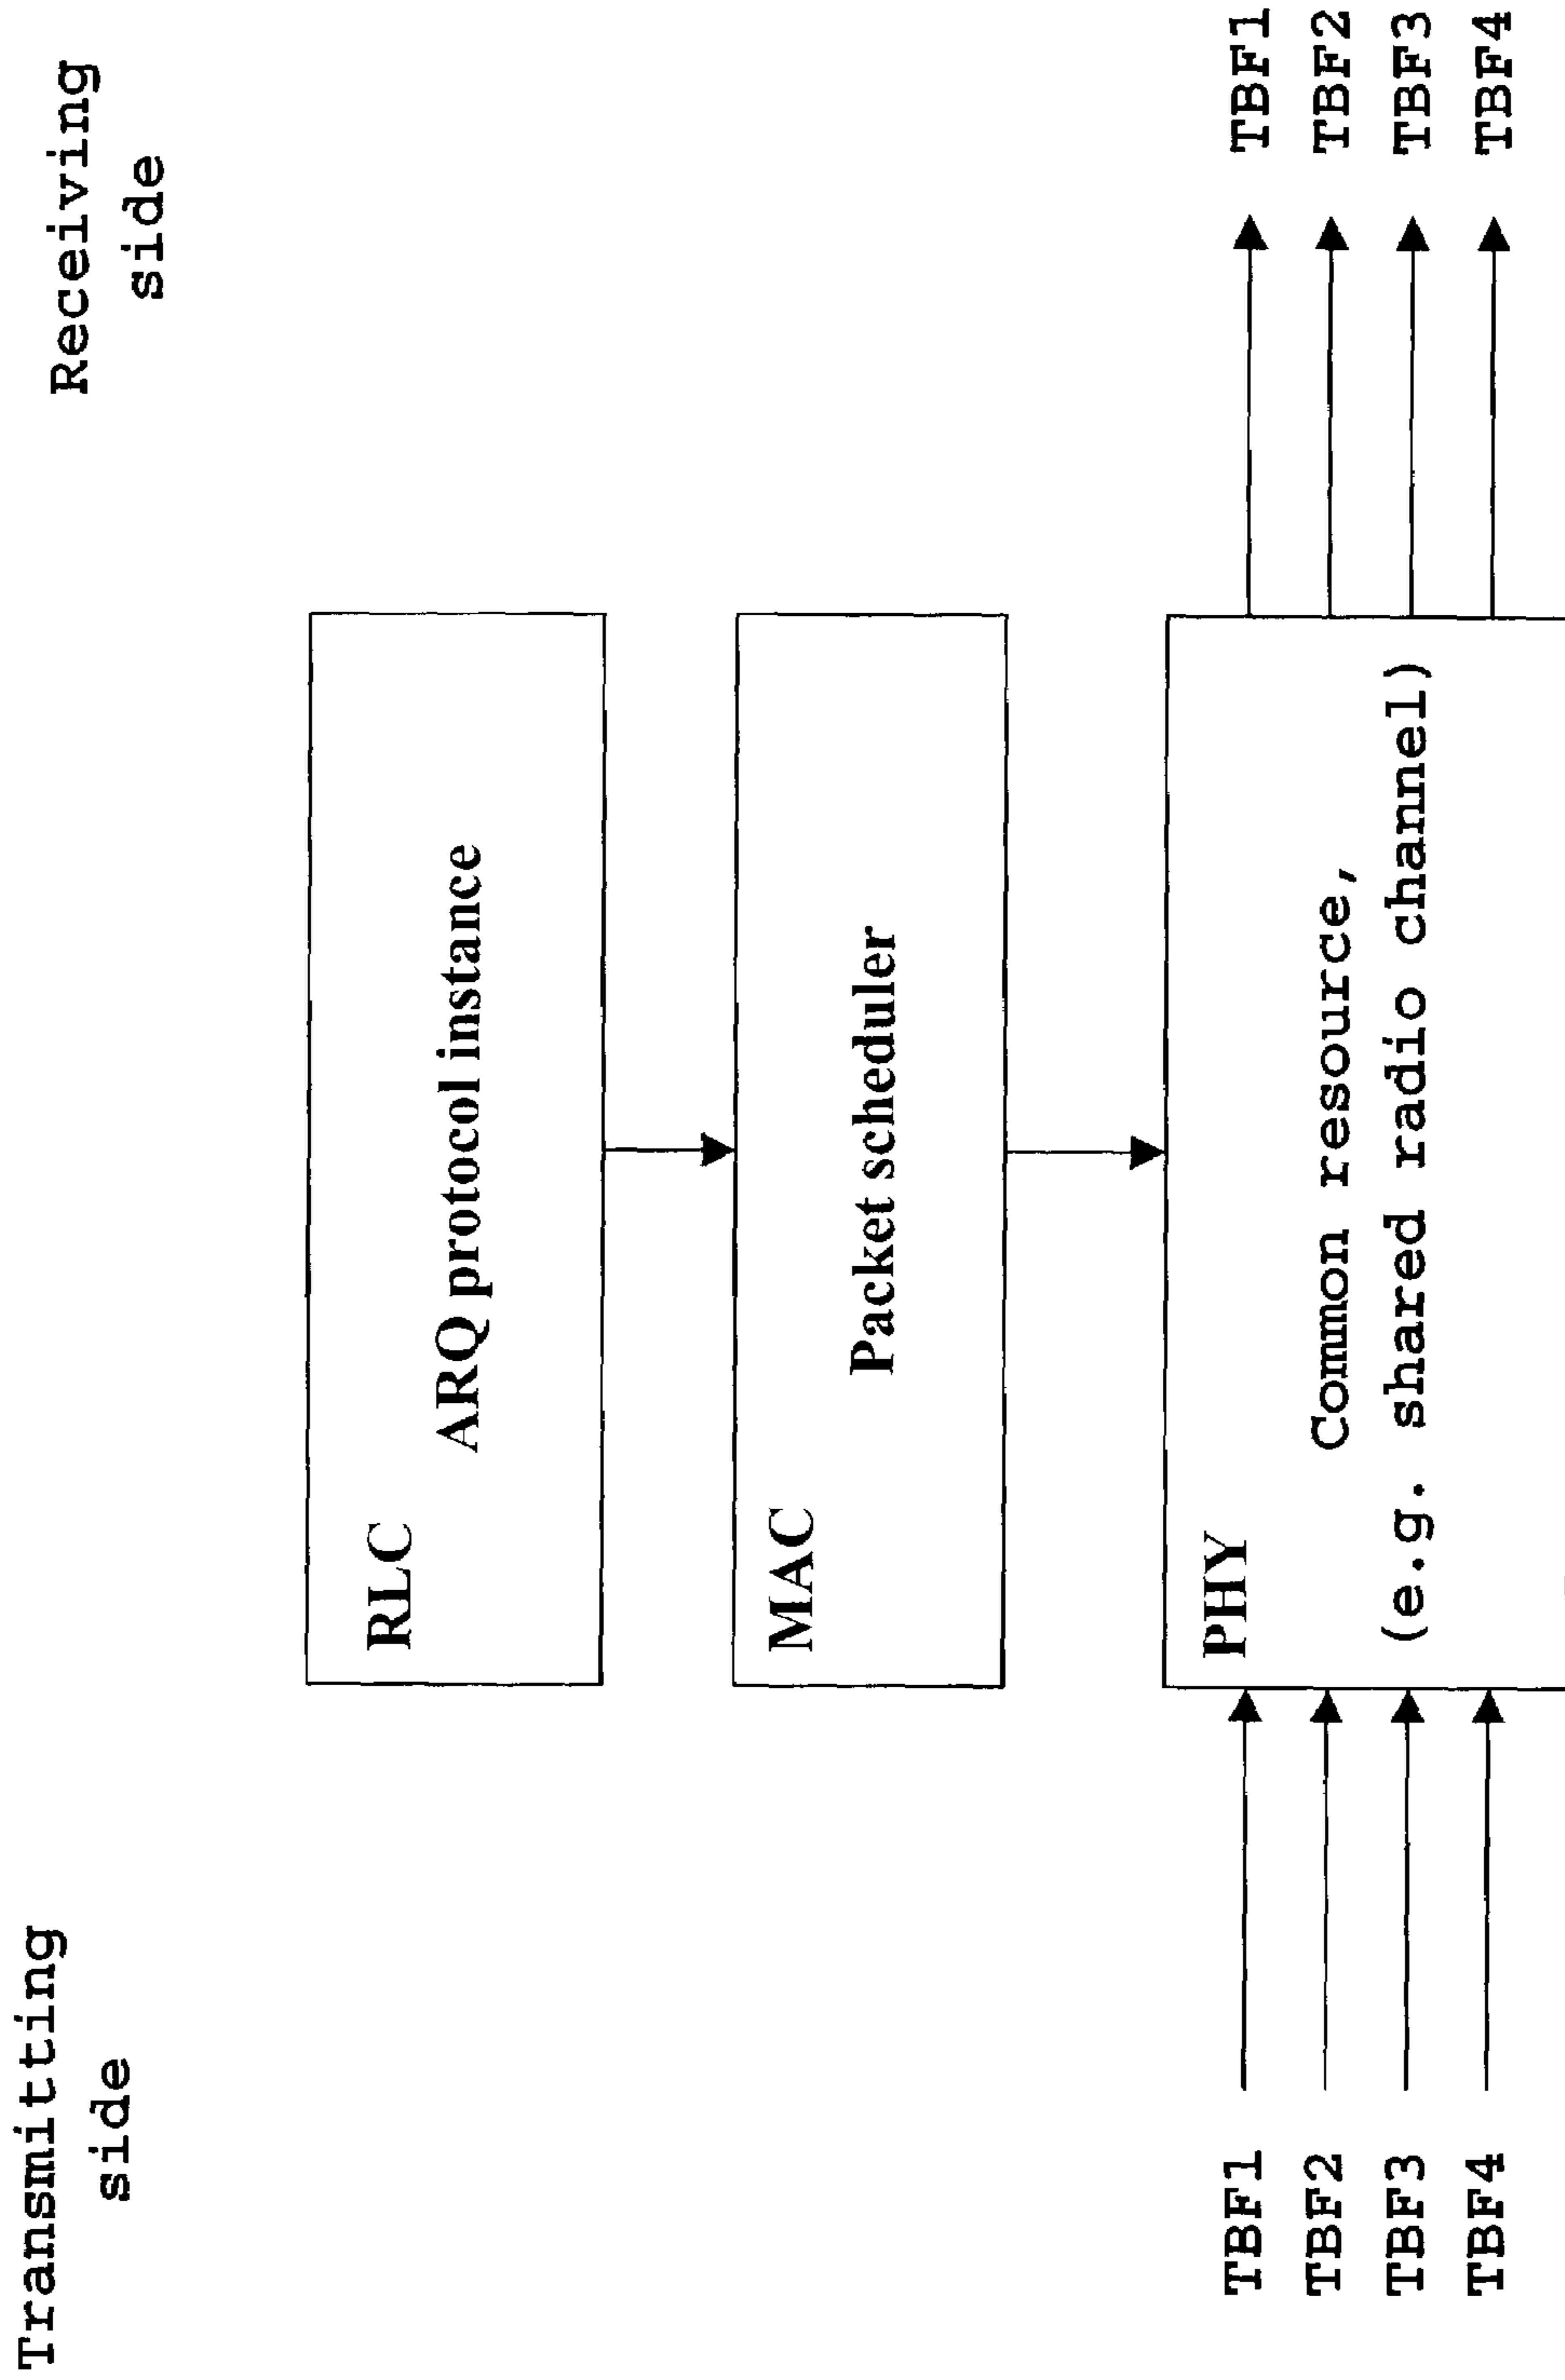 Transmitting
side
Receiving
side
RLC
ARQ protocol instance
MAC
Packet scheduler
PHY
Common resource,
(e.g. shared radio channel)
TBF1
TBF2
TBF3
TBF4
TBF1
TBF2
TBF3
TBF4